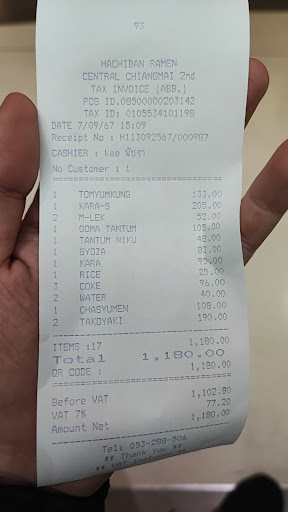 93
HACHIBAN RAMEN
CENTRAL CHIANGMAI 2nd
TAX INVOICE (ABB.)
POS ID.08500000203142
TAX ID: 0105534101198
DATE 7/09/67 15:09
Receipt No : H113092567/000987
CASHIER : kae พัชรา
No Customer : 1
1 TOMYUMKUNG 133.00
1 KARA-S 205.00
2 M-LEK 52.00
1 GOMA TANTUM 105.00
1 TANTUM NIKU 48.00
1 GYOZA 83.00
1 KARA 95.00
1 RICE 25.00
3 COKE 96.00
2 WATER 40.00
1 CHASYUMEN 108.00
2 TAKOYAKI 190.00
ITEMS :17 1,180.00
Total 1,180.00
QR CODE : 1,180.00
Before VAT 1,102.80
VAT 7% 77.20
Amount Net 1,180.00
Tel: 053-288-506
## Thank You ##
## VAT Included ##